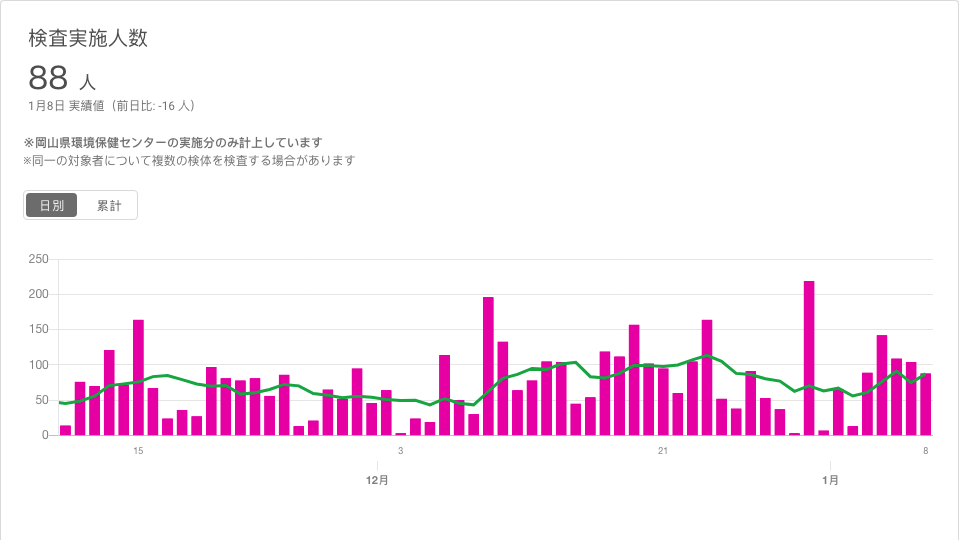 検査実施人数
88 人
1月8日 実績値（前日比: -16 人）
※岡山県環境保健センターの実施分のみ計上しています
※同一の対象者について複数の検体を検査する場合があります
日別 累計
250
200
150
100
50
0
15 3 21 8
12月 1月